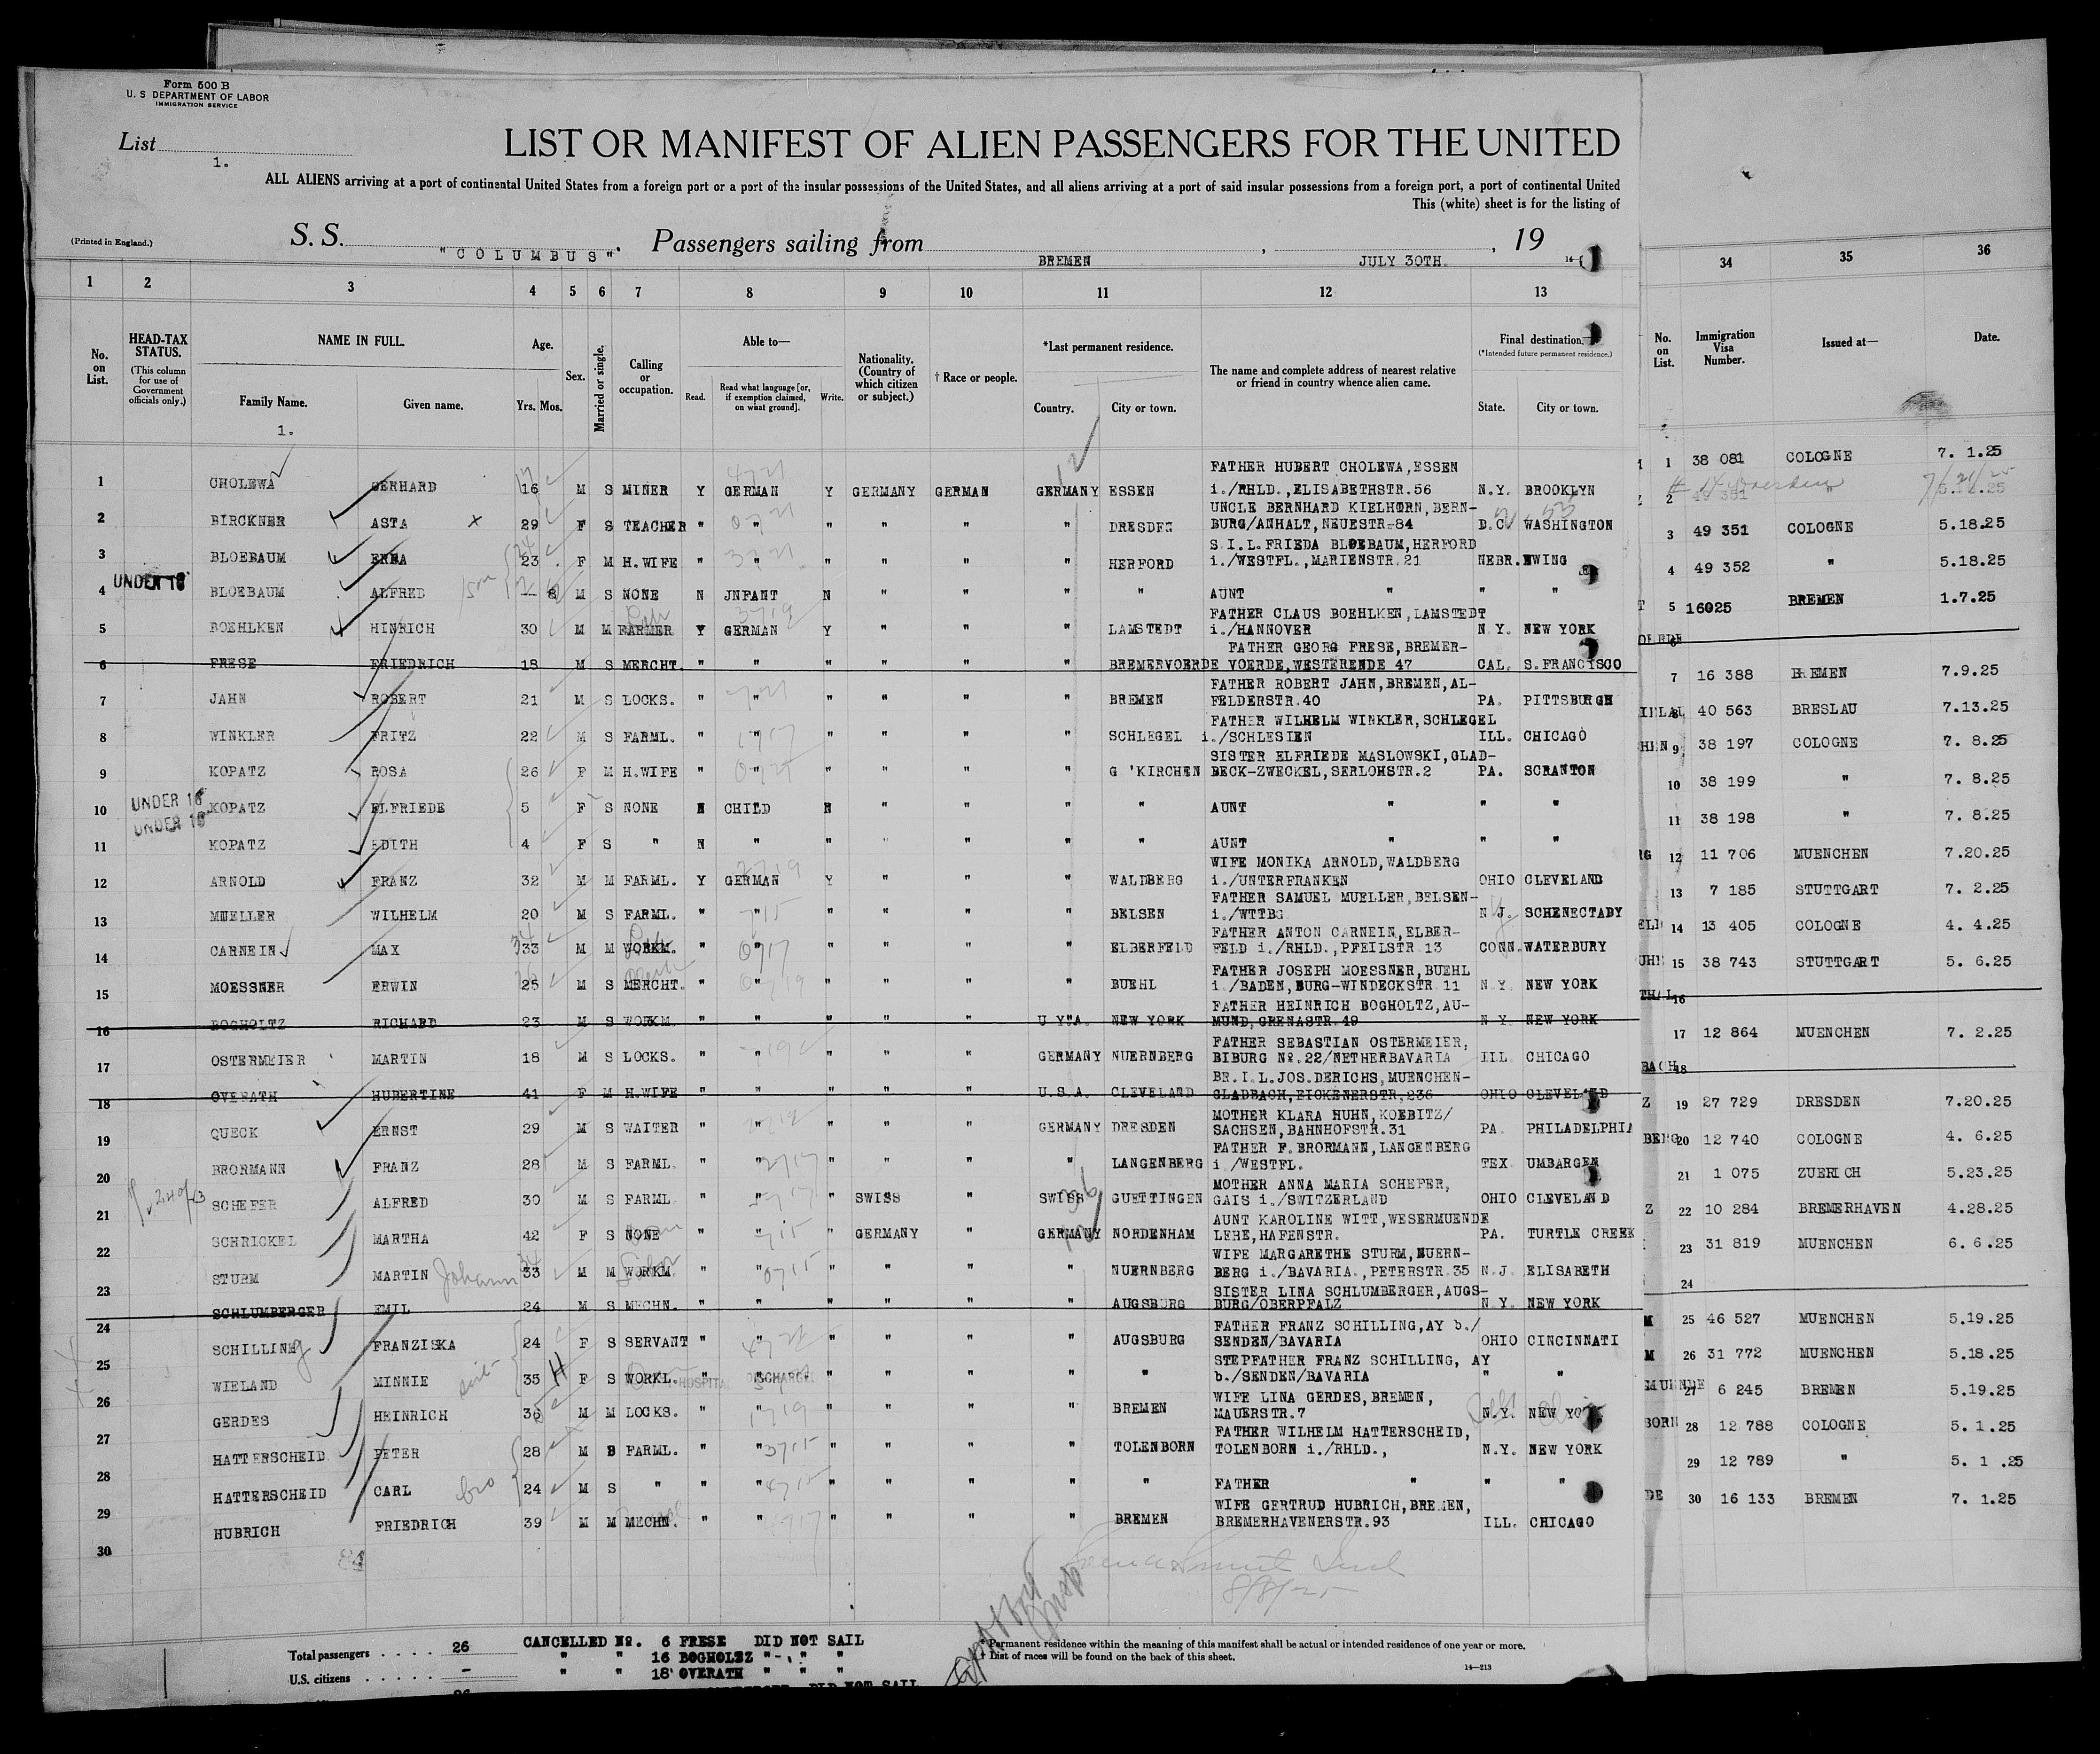 Form 500 B
U. S DEPARTMENT OF LABOR
IMMIGRATION SERVICE
List
1.
LIST OR MANIFEST OF ALIEN PASSENGERS FOR THE UNITED
ALL ALIENS arriving at a port of continental United States from a foreign port or a port of the insular possessions of the United States, and all aliens arriving at a port of said insular possessions from a foreign port, a port of continental United
This (white) sheet is for the listing of
(Printed in England.)
S. S. "COLUMBUS". Passengers sailing from BREMEN, JULY 30TH., 19
1 2 3 4 5 6 7 8 9 10 11 12 13 34 35 36
No. on List.
HEAD-TAX STATUS.
(This column for use of Government officials only.)
NAME IN FULL.
Family Name.
Given name.
Age.
Yrs. Mos.
Sex.
Married or single.
Calling or occupation.
Able to—
Read.
Read what language [or, if exemption claimed, on what ground].
Write.
Nationality. (Country of which citizen or subject.)
† Race or people.
*Last permanent residence.
Country.
City or town.
The name and complete address of nearest relative or friend in country whence alien came.
Final destination.
(*Intended future permanent residence.)
State.
City or town.
No. on List.
Immigration Visa Number.
Issued at—
Date.
1.
1 CHOLEWA GERHARD 16 M S MINER Y GERMAN Y GERMANY GERMAN GERMANY ESSEN FATHER HUBERT CHOLEWA,ESSEN i./RHLD.,ELISABETHSTR.56 N.Y. BROOKLYN 1 38 081 COLOGNE 7. 1.25
2 BIRCKNER ASTA X 29 F S TEACHER " " " " " " DRESDEN UNCLE BERNHARD KIELHORN, BERN-BURG/ANHALT, NEUESTR-84 D.C. WASHINGTON 2 Dresden
3 BLOEBAUM ERNA 23 F M H.WIFE " " " " " " HERFORD S.I.L.FRIEDA BLOEBAUM,HERFORD i./WESTFL.,MARIENSTR.21 NEBR. EWING 3 49 351 COLOGNE 5.18.25
UNDER 16
4 BLOEBAUM ALFRED son — 8 M S NONE N JNFANT N " " " " AUNT " " " 4 49 352 " 5.18.25
5 BOEHLKEN HINRICH 30 M M FARMER Y GERMAN Y " " " LAMSTEDT FATHER CLAUS BOEHLKEN, LAMSTEDT i./HANNOVER N.Y. NEW YORK 5 16025 BREMEN 1.7.25
6 FRESE FRIEDRICH 18 M S MERCHT. " " " " " " BREMERVOERDE FATHER GEORG FRESE, BREMER-VOERDE,WESTERENDE 47 CAL. S.FRANCISCO
7 JAHN ROBERT 21 M S LOCKS. " " " " " " BREMEN FATHER ROBERT JAHN,BREMEN,AL-FELDERSTR.40 PA. PITTSBURGH 7 16 388 BREMEN 7.9.25
8 WINKLER FRITZ 22 M S FARML. " " " " " " SCHLEGEL FATHER WILHELM WINKLER,SCHLEGEL i./SCHLESIEN ILL. CHICAGO 8 40 563 BRESLAU 7.13.25
9 KOPATZ ROSA 26 F M H.WIFE " " " " " " G 'KIRCHEN SISTER ELFRIEDE MASLOWSKI,GLAD-BECK-ZWECKEL,SERLOHSTR.2 PA. SCRANTON 9 38 197 COLOGNE 7. 8.25
UNDER 16
10 KOPATZ ELFRIEDE 5 F S NONE N CHILD N " " " " AUNT " " " 10 38 199 " 7. 8.25
UNDER 16
11 KOPATZ EDITH 4 F S " N " " " " " " AUNT " " " 11 38 198 " 7. 8.25
12 ARNOLD FRANZ 32 M M FARML. Y GERMAN Y " " " WALDBERG WIFE MONIKA ARNOLD,WALDBERG i./UNTERFRANKEN OHIO CLEVELAND 12 11 706 MUENCHEN 7.20.25
13 MUELLER WILHELM 20 M S FARML. " " " " " " BELSEN FATHER SAMUEL MUELLER, BELSEN-i./WTTBG N J. SCHENECTADY 13 7 185 STUTTGART 7. 2.25
14 CARNEIN MAX 33 34 M M WORKM. " " " " " " ELBERFELD FATHER ANTON CARNEIN,ELBER-FELD i./RHLD.,PFEILSTR.13 CONN. WATERBURY 14 13 405 COLOGNE 4. 4.25
15 MOESSNER ERWIN 25 M S MERCHT. " " " " " " BUEHL FATHER JOSEPH MOESSNER,BUEHL i./BADEN,BURG-WINDECKSTR 11 N.Y. NEW YORK 15 38 743 STUTTGART 5. 6.25
16 BOGHOLTZ RICHARD 23 M S WORKM. " " " " " U.S.A. NEW YORK FATHER HEINRICH BOGHOLTZ, AU-MUND,GRENASTR.49 N Y. NEW YORK 16
17 OSTERMEIER MARTIN 18 M S LOCKS. " " " " " GERMANY NUERNBERG FATHER SEBASTIAN OSTERMEIER, BIBURG No.22/NETHERBAVARIA ILL. CHICAGO 17 12 864 MUENCHEN 7. 2.25
18 OVERATH HUBERTINE 41 F M H.WIFE " " " " " U.S.A. CLEVELAND BR.I.L.JOS.DERICHS,MUENCHEN-GLADBACH,EICKENERSTR,236 OHIO CLEVELAND 18
19 QUECK ERNST 29 M S WAITER " " " " " GERMANY DRESDEN MOTHER KLARA HUHN,KOEBITZ/SACHSEN,BAHNHOFSTR.31 PA. PHILADELPHIA 19 27 729 DRESDEN 7.20.25
20 BRORMANN FRANZ 28 M S FARML. " " " " " " LANGENBERG FATHER F.BRORMANN,LANGENBERG i./WESTFL. TEX. UMBARGEN 20 12 740 COLOGNE 4. 6.25
21 SCHEFER ALFRED 30 M S FARML. " " " SWISS " SWISS GUETTINGEN MOTHER ANNA MARIA SCHEFER, GAIS i./SWITZERLAND OHIO CLEVELAND 21 1 075 ZUERICH 5.23.25
22 SCHRICKEL MARTHA 42 F S NONE " " " GERMANY " GERMANY NORDENHAM AUNT KAROLINE WITT,WESERMUENDE LEHE,HAFENSTR. PA. TURTLE CREEK 22 10 284 BREMERHAVEN 4.28.25
23 STURM MARTIN Johann 33 34 M M WORKM. " " " " " " NUERNBERG WIFE MARGARETHE STURM,NUERN-BERG i./BAVARIA.,PETERSTR.35 N.J. ELISABETH 23 31 819 MUENCHEN 6. 6.25
24 SCHLUMBERGER EMIL 24 M S MECHN. " " " " " " AUGSBURG SISTER LINA SCHLUMBERGER,AUGS-BURG/OBERPFALZ N.Y. NEW YORK 24
25 SCHILLING FRANZISKA 24 F S SERVANT " " " " " " AUGSBURG FATHER FRANZ SCHILLING,AY b./SENDEN/BAVARIA OHIO CINCINNATI 25 46 527 MUENCHEN 5.19.25
26 WIELAND MINNIE 35 H F S WORKL. " " " " " " " STEPFATHER FRANZ SCHILLING, AY b./SENDEN/BAVARIA " " 26 31 772 MUENCHEN 5.18.25
HOSPITAL DISCHARGE
27 GERDES HEINRICH 36 M M LOCKS. " " " " " " BREMEN WIFE LINA GERDES,BREMEN, MAUERSTR.7 N.Y. NEW YORK 27 6 245 BREMEN 5.19.25
28 HATTERSCHEID PETER 28 M S FARML. " " " " " " TOLENBORN FATHER WILHELM HATTERSCHEID, TOLENBORN i./RHLD., N.Y. NEW YORK 28 12 788 COLOGNE 5. 1.25
29 HATTERSCHEID CARL bro 24 M S " " " " " " " " FATHER " " " 29 12 789 " 5. 1 .25
30 HUBRICH FRIEDRICH 39 M M MECHN. " " " " " " BREMEN WIFE GERTRUD HUBRICH,BREMEN, BREMERHAVENERSTR.93 ILL. CHICAGO 30 16 133 BREMEN 7. 1.25
8/8/25
Total passengers . . . . 26
U.S. citizens . . . . . –
CANCELLED No. 6 FRESE DID NOT SAIL
" " 16 BOGHOLTZ " " "
" " 18 OVERATH " " "
DID NOT SAIL
* Permanent residence within the meaning of this manifest shall be actual or intended residence of one year or more.
† List of races will be found on the back of this sheet.
14—213